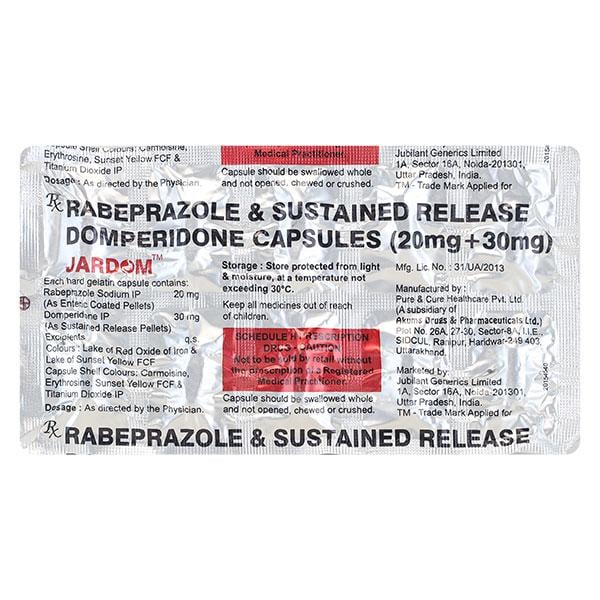 Capsule Shell Colours: Carmoisine,
Erythrosine, Sunset Yellow FCF &
Titanium Dioxide IP
Dosage : As directed by the Physician.
Medical Practitioner.
Capsule should be swallowed whole
and not opened, chewed or crushed.
Jubilant Generics Limited
1A, Sector 16A, Noida-201301,
Uttar Pradesh, India.
TM - Trade Mark Applied for
Rx RABEPRAZOLE & SUSTAINED RELEASE
DOMPERIDONE CAPSULES (20mg+30mg)
JARDOM™
Each hard gelatin capsule contains:
Rabeprazole Sodium IP 20 mg
(As Enteric Coated Pellets)
Domperidone IP 30 mg
(As Sustained Release Pellets)
Excipients q.s.
Colours : Lake of Red Oxide of Iron &
Lake of Sunset Yellow FCF
Capsule Shell Colours: Carmoisine,
Erythrosine, Sunset Yellow FCF &
Titanium Dioxide IP
Dosage : As directed by the Physician.
Storage : Store protected from light
& moisture, at a temperature not
exceeding 30°C.
Keep all medicines out of reach
of children.
SCHEDULE H PRESCRIPTION
DRUG - CAUTION
Not to be sold by retail without
the prescription of a Registered
Medical Practitioner.
Capsule should be swallowed whole
and not opened, chewed or crushed.
Mfg. Lic. No. : 31/UA/2013
Manufactured by :
Pure & Cure Healthcare Pvt. Ltd.
(A subsidiary of
Akums Drugs & Pharmaceuticals Ltd.)
Plot No. 26A, 27-30, Sector-8A, I.I.E.,
SIDCUL, Ranipur, Haridwar-249 403,
Uttarakhand.
Marketed by:
Jubilant Generics Limited
1A, Sector 16A, Noida-201301,
Uttar Pradesh, India.
TM - Trade Mark Applied for
Rx RABEPRAZOLE & SUSTAINED RELEASE